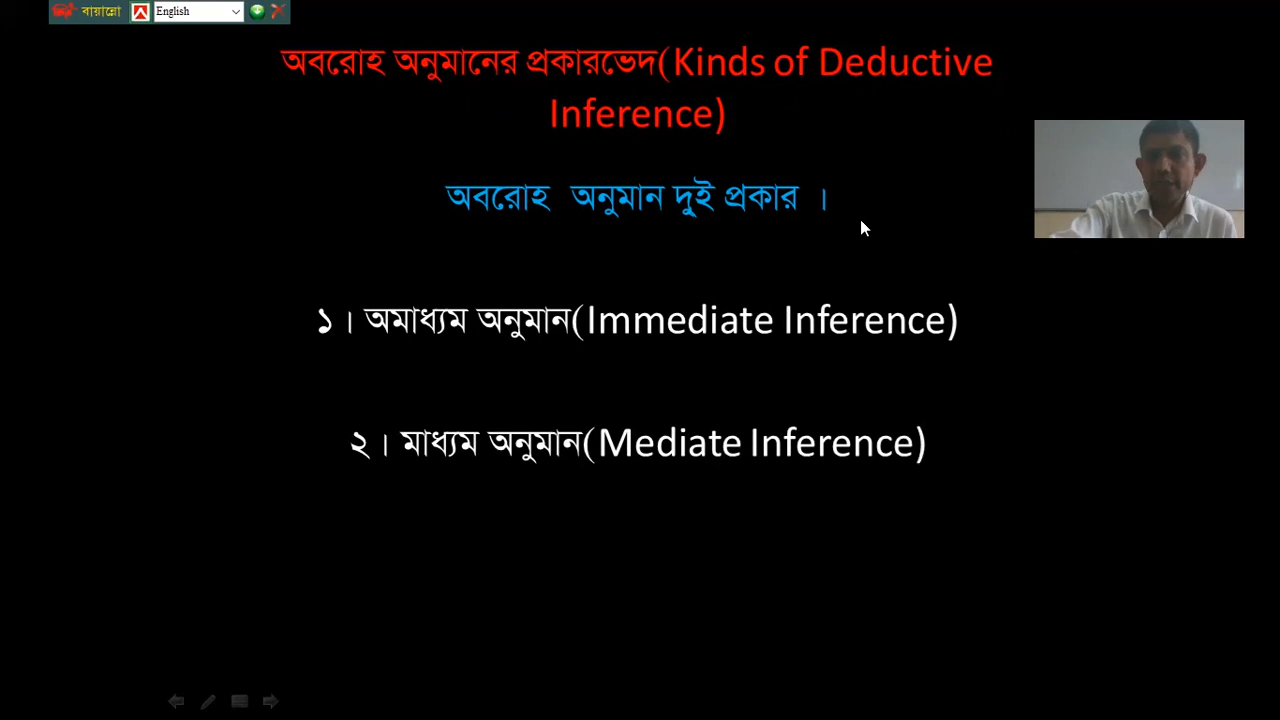 বায়ান্নো English
অবরোহ অনুমানের প্রকারভেদ(Kinds of Deductive
Inference)
অবরোহ অনুমান দুই প্রকার ।
১। অমাধ্যম অনুমান(Immediate Inference)
২। মাধ্যম অনুমান(Mediate Inference)